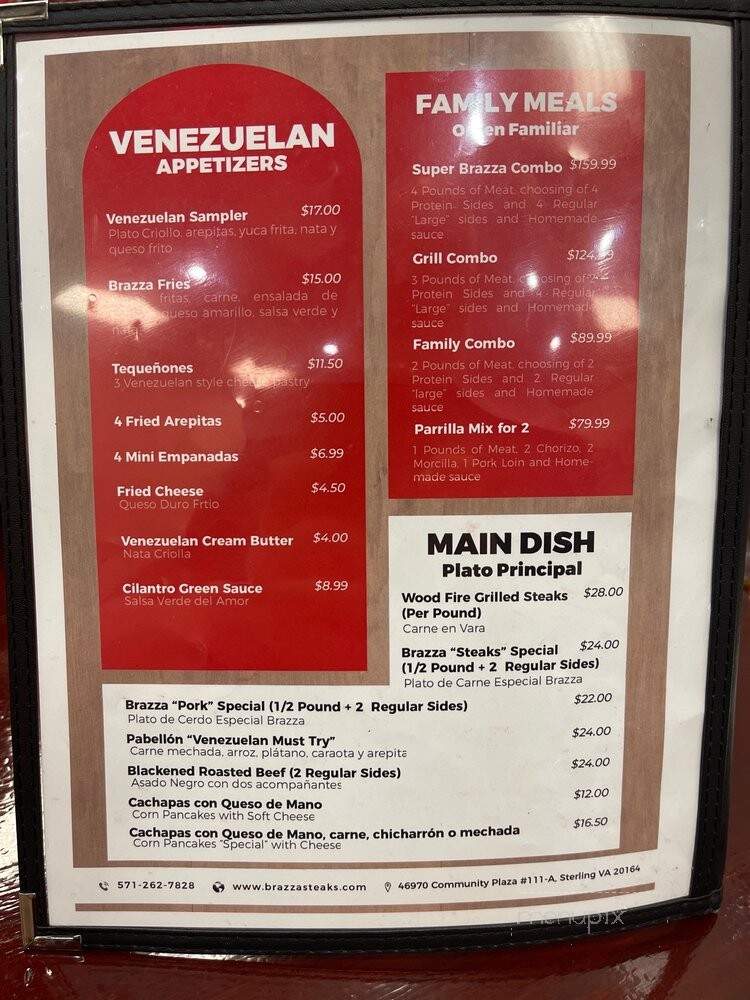 VENEZUELAN
APPETIZERS
Venezuelan Sampler $17.00
Plato Criollo, arepitas, yuca frita, nata y
queso frito
Brazza Fries $15.00
fritas, carne, ensalada de
queso amarillo, salsa verde y
Tequeñones $11.50
3 Venezuelan style cheese pastry
4 Fried Arepitas $5.00
4 Mini Empanadas $6.99
Fried Cheese $4.50
Queso Duro Frtio
Venezuelan Cream Butter $4.00
Nata Criolla
Cilantro Green Sauce $8.99
Salsa Verde del Amor
FAMILY MEALS
Familiar
Super Brazza Combo $159.99
4 Pounds of Meat, choosing of 4
Protein Sides and 4 Regular
"Large" sides and Homemade
sauce
Grill Combo
3 Pounds of Meat, choosing of
Protein Sides and 4 Regular
"Large" sides and Homemade
sauce
Family Combo $89.99
2 Pounds of Meat, choosing of 2
Protein Sides and 2 Regular
"large" sides and Homemade
sauce
Parrilla Mix for 2 $79.99
1 Pounds of Meat, 2 Chorizo, 2
Morcilla, 1 Pork Loin and Home-
made sauce
MAIN DISH
Plato Principal
Wood Fire Grilled Steaks $28.00
(Per Pound)
Carne en Vara
Brazza "Steaks" Special $24.00
(1/2 Pound + 2 Regular Sides)
Plato de Carne Especial Brazza
Brazza "Pork" Special (1/2 Pound + 2 Regular Sides) $22.00
Plato de Cerdo Especial Brazza
Pabellón "Venezuelan Must Try" $24.00
Carne mechada, arroz, plátano, caraota y arepita
Blackened Roasted Beef (2 Regular Sides) $24.00
Asado Negro con dos acompañantes
Cachapas con Queso de Mano $12.00
Corn Pancakes with Soft Cheese
Cachapas con Queso de Mano, carne, chicharrón o mechada $16.50
Corn Pancakes "Special" with Cheese
571-262-7828 www.brazzasteaks.com 46970 Community Plaza #111-A, Sterling VA 20164
menupix